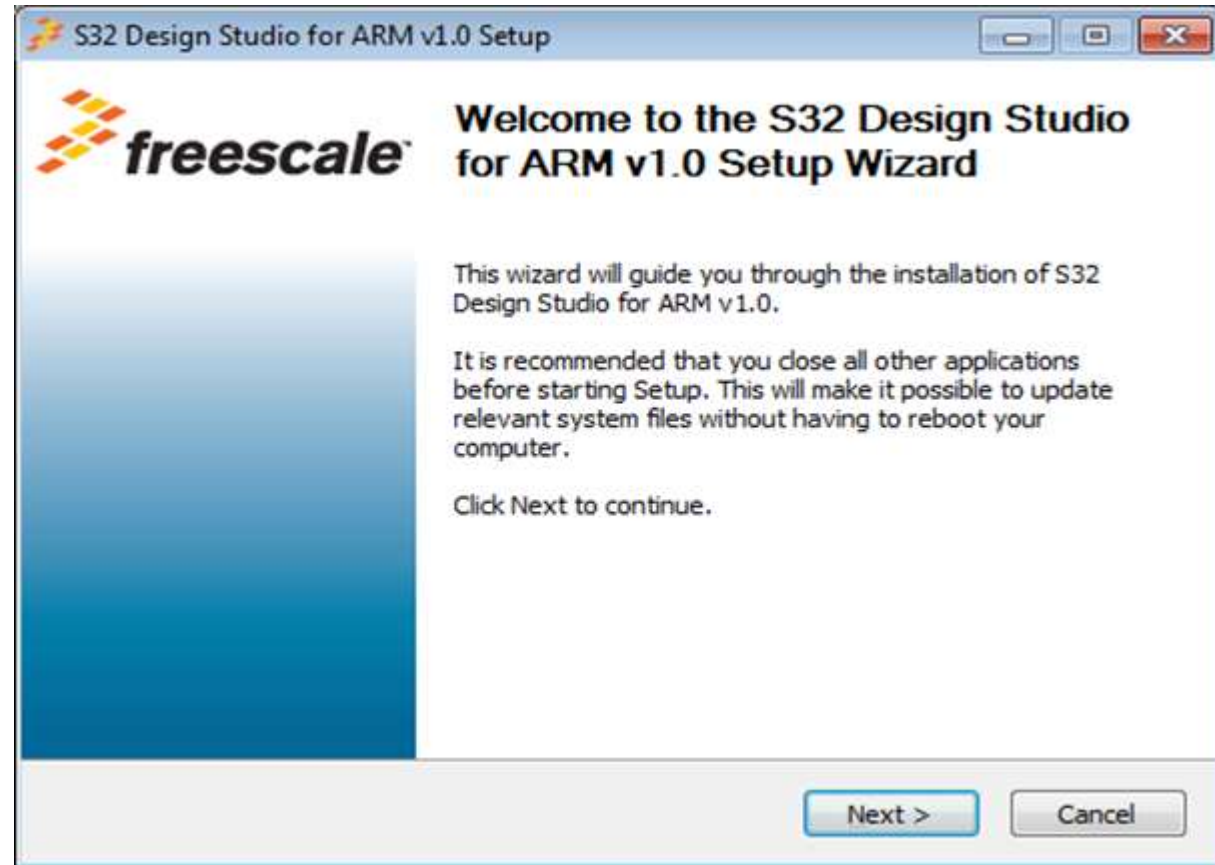 S32 Design Studio for ARM v1.0 Setup
freescale™
Welcome to the S32 Design Studio
for ARM v1.0 Setup Wizard
This wizard will guide you through the installation of S32
Design Studio for ARM v1.0.
It is recommended that you close all other applications
before starting Setup. This will make it possible to update
relevant system files without having to reboot your
computer.
Click Next to continue.
Next >
Cancel